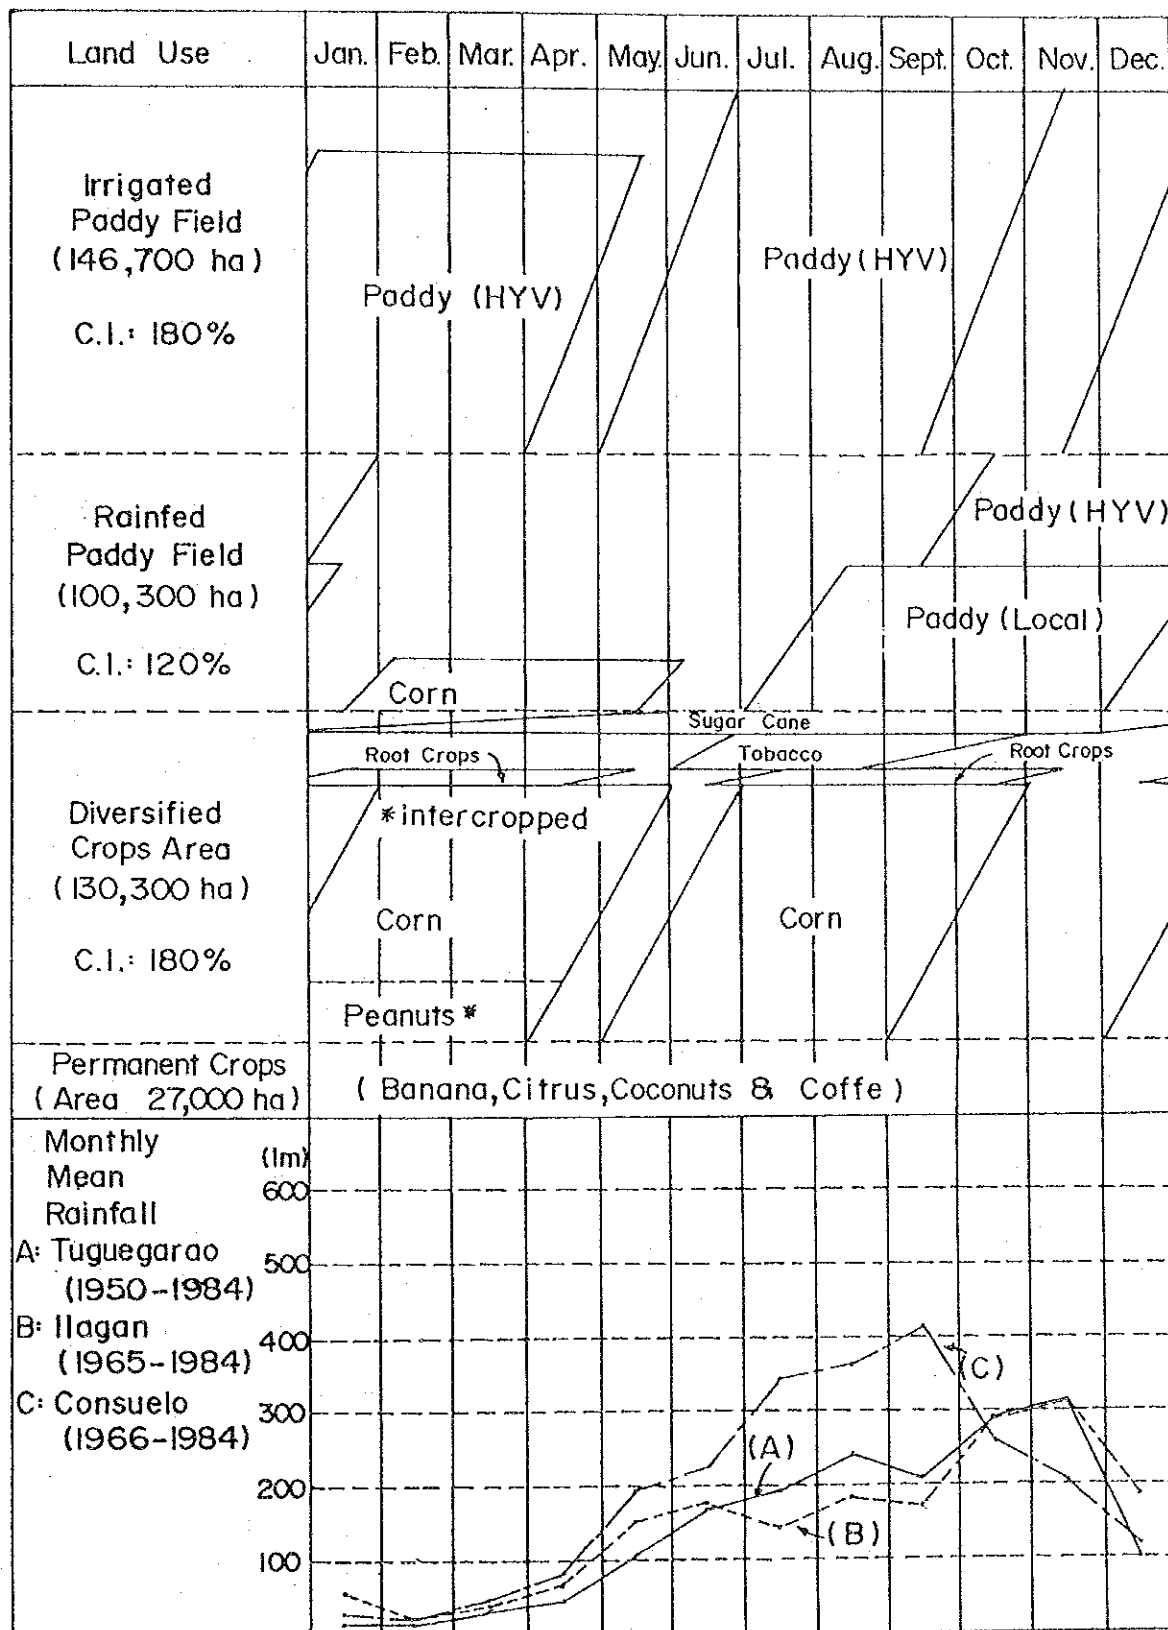 Land Use Jan. Feb. Mar. Apr. May. Jun. Jul. Aug. Sept. Oct. Nov. Dec.
Irrigated
Paddy Field
(146,700 ha)
C.I.: 180%
Paddy (HYV)
Paddy (HYV)
Rainfed
Paddy Field
(100,300 ha)
C.I.: 120%
Paddy (HYV)
Paddy (Local)
Corn
Diversified
Crops Area
(130,300 ha)
C.I.: 180%
Sugar Cane
Root Crops
Tobacco
Root Crops
*intercropped
Corn
Corn
Peanuts *
Permanent Crops
(Area 27,000 ha)
(Banana, Citrus, Coconuts & Coffe)
Monthly
Mean
Rainfall
A: Tuguegarao
(1950-1984)
B: Ilagan
(1965-1984)
C: Consuelo
(1966-1984)
(lm)
600
500
400
300
200
100
(C)
(A)
(B)